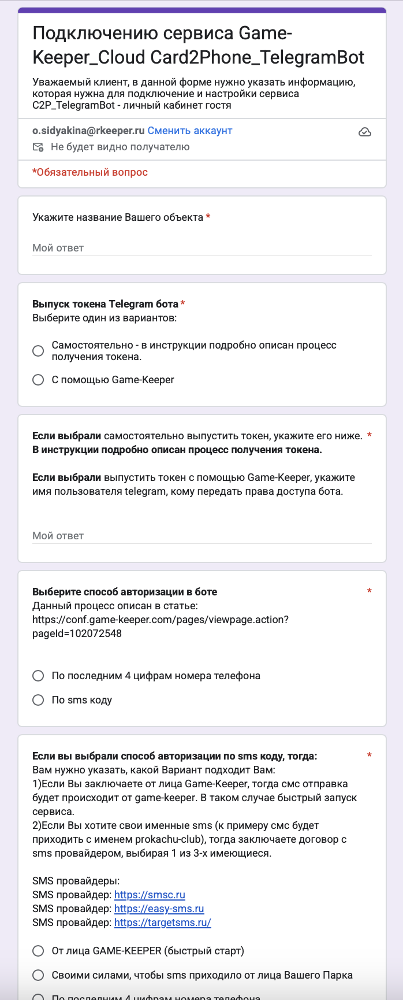 Подключению сервиса Game-
Keeper_Cloud Card2Phone_TelegramBot
Уважаемый клиент, в данной форме нужно указать информацию,
которая нужна для подключение и настройки сервиса
C2P_TelegramBot - личный кабинет гостя
o.sidyakina@rkeeper.ru Сменить аккаунт
Не будет видно получателю
*Обязательный вопрос
Укажите название Вашего объекта *
Мой ответ
Выпуск токена Telegram бота *
Выберите один из вариантов:
Самостоятельно - в инструкции подробно описан процесс
получения токена.
С помощью Game-Keeper
Если выбрали самостоятельно выпустить токен, укажите его ниже. *
В инструкции подробно описан процесс получения токена.
Если выбрали выпустить токен с помощью Game-Keeper, укажите
имя пользователя telegram, кому передать права доступа бота.
Мой ответ
Выберите способ авторизации в боте *
Данный процесс описан в статье:
https://conf.game-keeper.com/pages/viewpage.action?
pageId=102072548
По последним 4 цифрам номера телефона
По sms коду
Если вы выбрали способ авторизации по sms коду, тогда: *
Вам нужно указать, какой Вариант подходит Вам:
1)Если Вы заключаете от лица Game-Keeper, тогда смс отправка
будет происходит от game-keeper. В таком случае быстрый запуск
сервиса.
2)Если Вы хотите свои именные sms (к примеру смс будет
приходить с именем prokachu-club), тогда заключаете договор с
sms провайдером, выбирая 1 из 3-х имеющиеся.
SMS провайдеры:
SMS провайдер: https://smsc.ru
SMS провайдер: https://easy-sms.ru
SMS провайдер: https://targetsms.ru/
От лица GAME-KEEPER (быстрый старт)
Своими силами, чтобы sms приходило от лица Вашего Парка
По последним 4 цифрам номера телефона